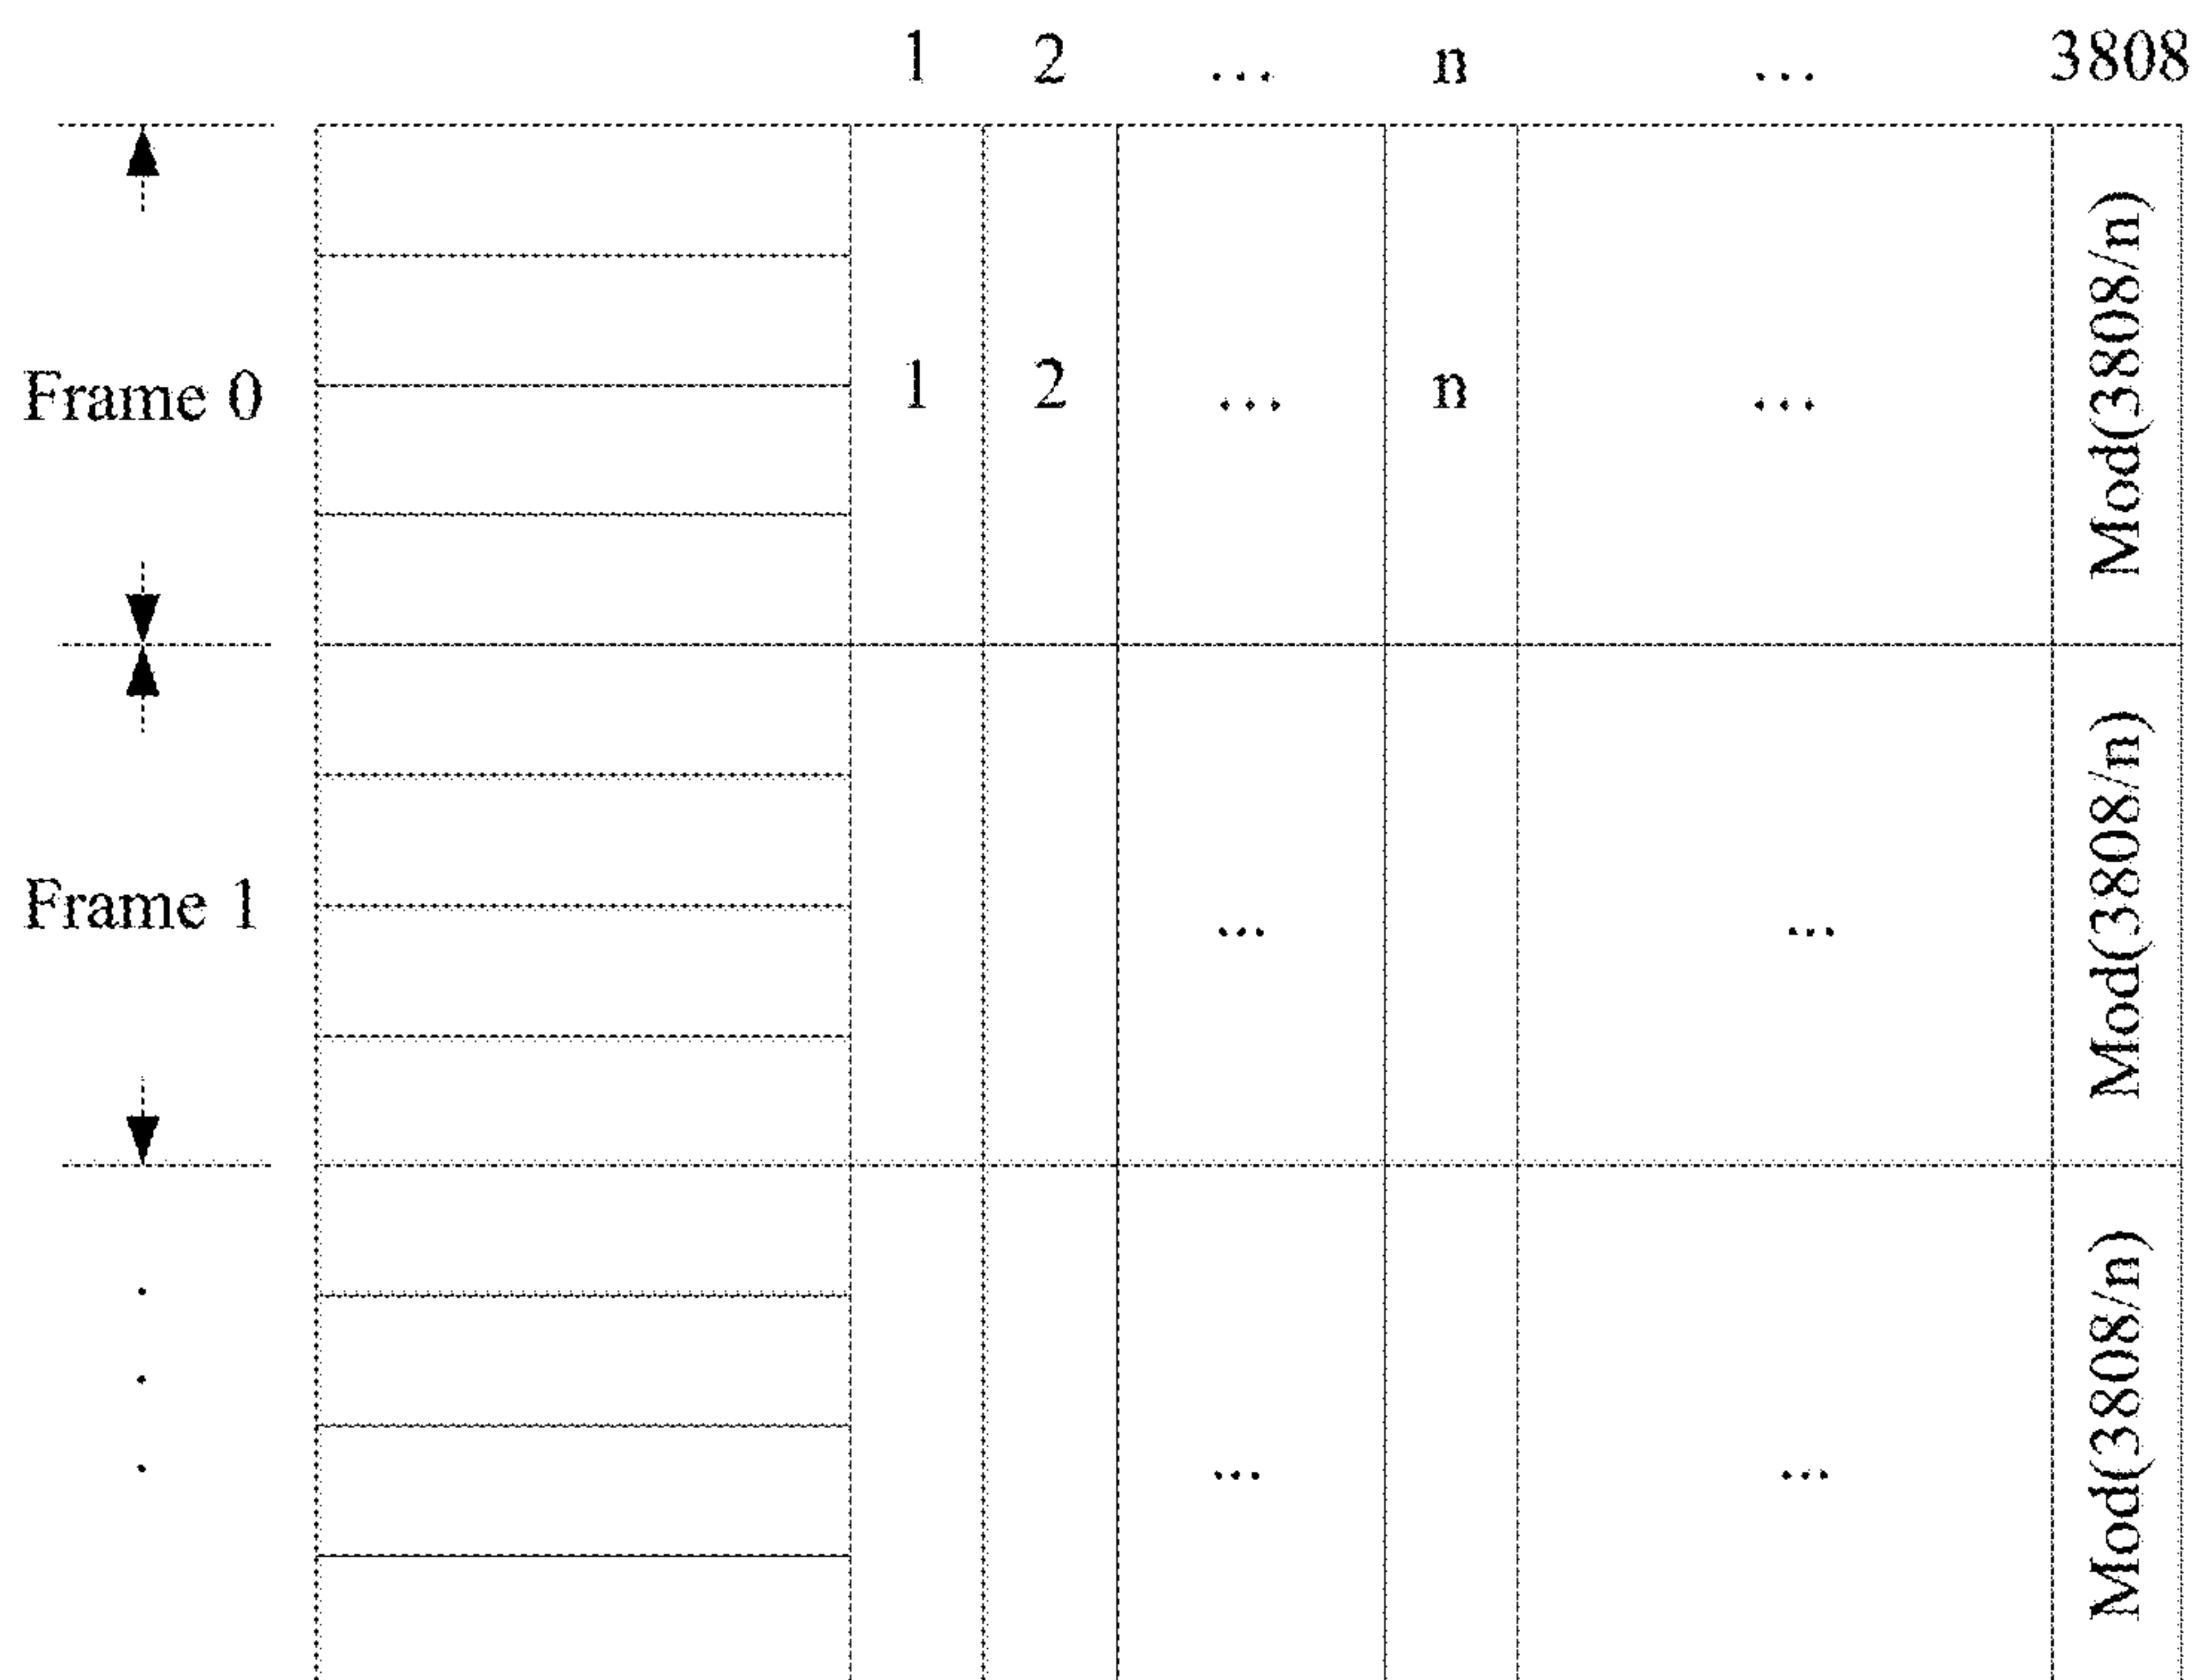 1 2 ... n ... 3808
Frame 0 1 2 ... n ... Mod(3808/n)
Frame 1 ... ... Mod(3808/n)
... ... Mod(3808/n)